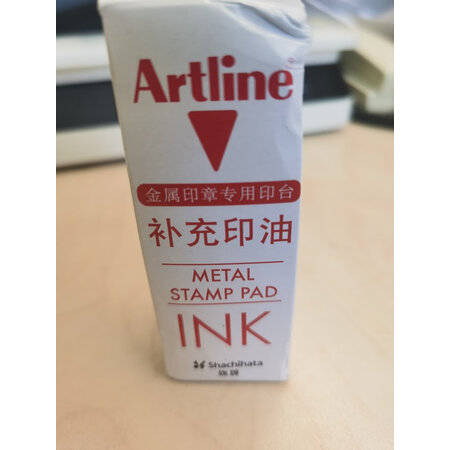 Artline
金属印章专用印台
补充印油
METAL
STAMP PAD
INK
Shachihata
旗牌